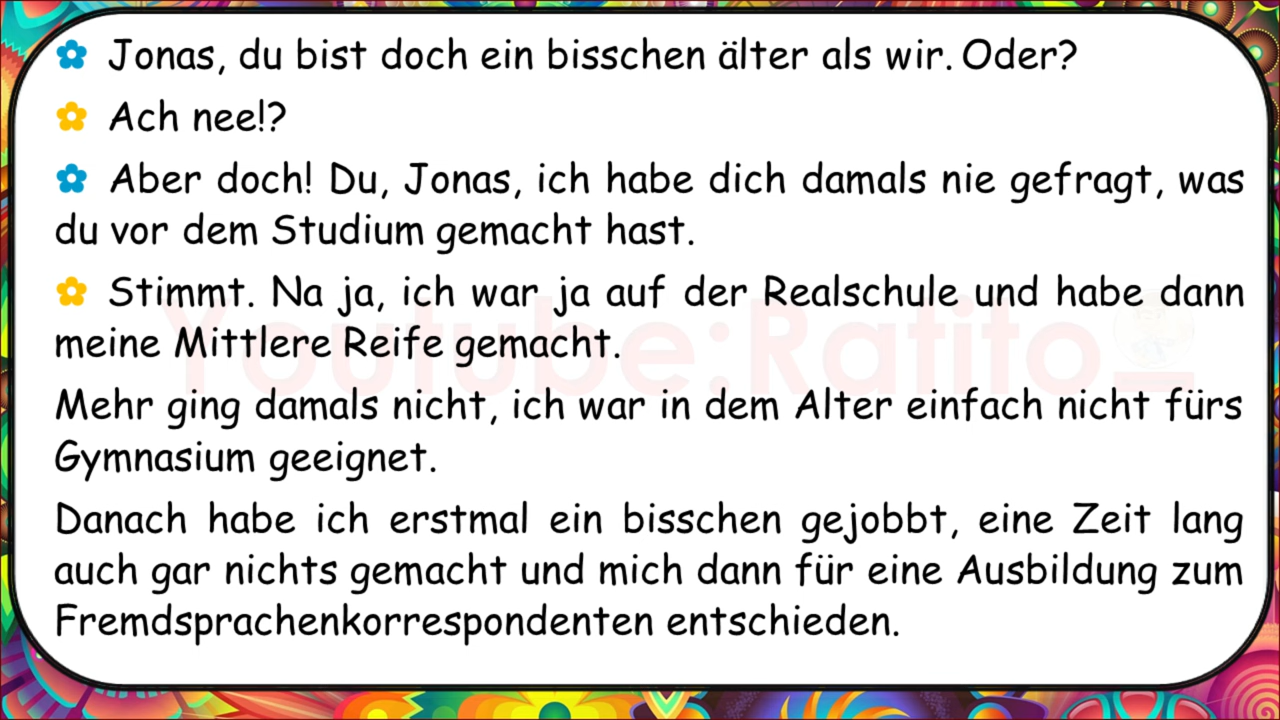 Jonas, du bist doch ein bisschen älter als wir. Oder?
Ach nee!?
Aber doch! Du, Jonas, ich habe dich damals nie gefragt, was
du vor dem Studium gemacht hast.
Stimmt. Na ja, ich war ja auf der Realschule und habe dann
meine Mittlere Reife gemacht.
Youtube:Ratito
Mehr ging damals nicht, ich war in dem Alter einfach nicht fürs
Gymnasium geeignet.
Danach habe ich erstmal ein bisschen gejobbt, eine Zeit lang
auch gar nichts gemacht und mich dann für eine Ausbildung zum
Fremdsprachenkorrespondenten entschieden.